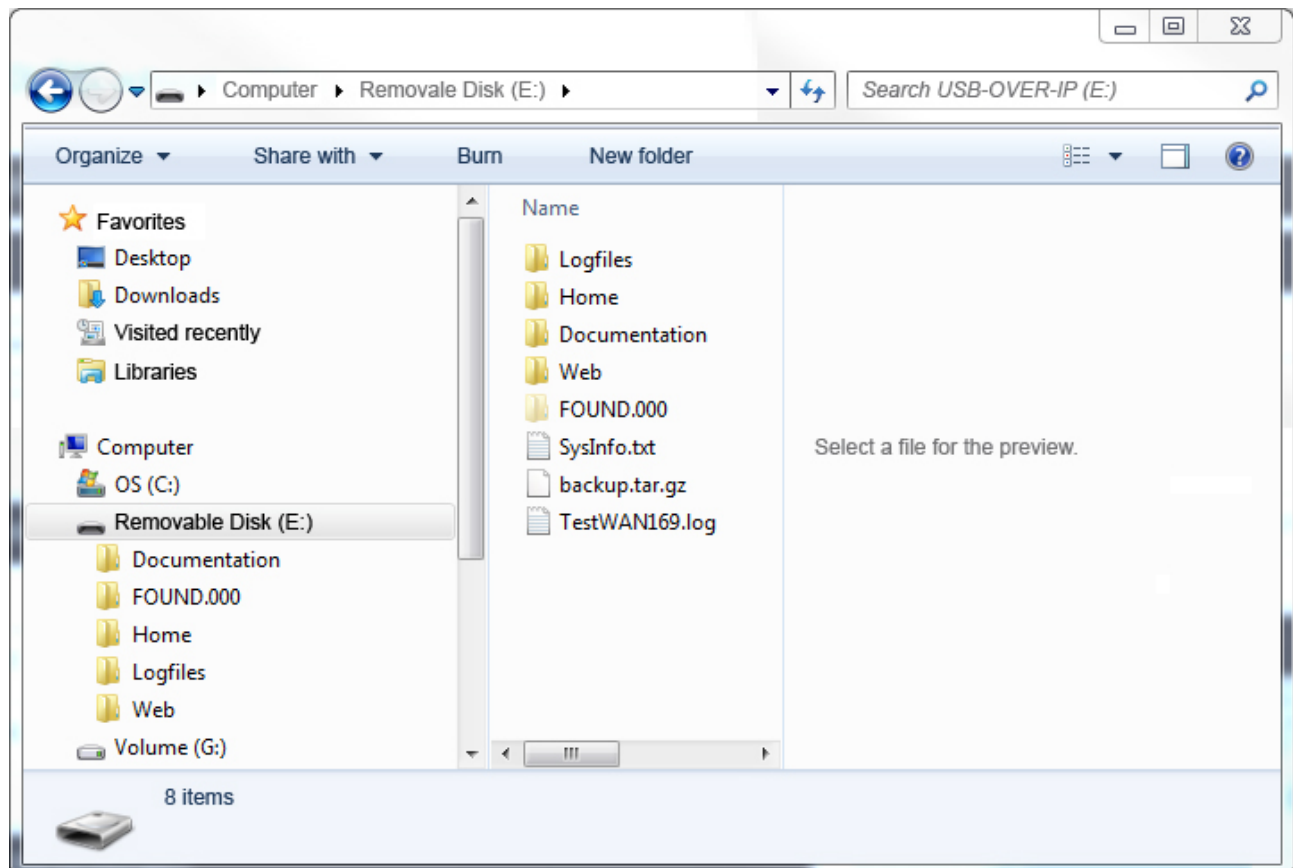 Computer Removale Disk (E:) Search USB-OVER-IP (E:)
Organize Share with Burn New folder
Favorites
Desktop
Downloads
Visited recently
Libraries
Computer
OS (C:)
Removable Disk (E:)
Documentation
FOUND.000
Home
Logfiles
Web
Volume (G:)
Name
Logfiles
Home
Documentation
Web
FOUND.000
SysInfo.txt
backup.tar.gz
TestWAN169.log
Select a file for the preview.
8 items